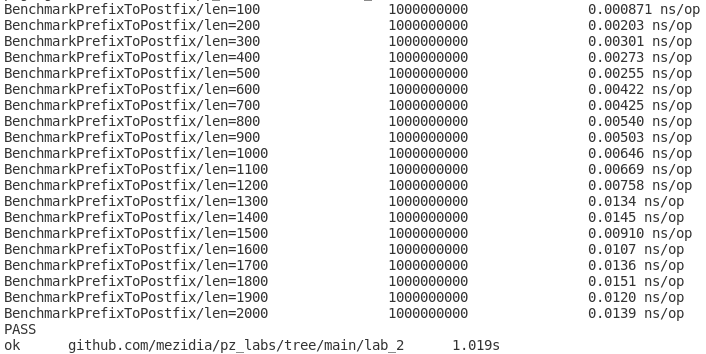 BenchmarkPrefixToPostfix/len=100 1000000000 0.000871 ns/op
BenchmarkPrefixToPostfix/len=200 1000000000 0.00203 ns/op
BenchmarkPrefixToPostfix/len=300 1000000000 0.00301 ns/op
BenchmarkPrefixToPostfix/len=400 1000000000 0.00273 ns/op
BenchmarkPrefixToPostfix/len=500 1000000000 0.00255 ns/op
BenchmarkPrefixToPostfix/len=600 1000000000 0.00422 ns/op
BenchmarkPrefixToPostfix/len=700 1000000000 0.00425 ns/op
BenchmarkPrefixToPostfix/len=800 1000000000 0.00540 ns/op
BenchmarkPrefixToPostfix/len=900 1000000000 0.00503 ns/op
BenchmarkPrefixToPostfix/len=1000 1000000000 0.00646 ns/op
BenchmarkPrefixToPostfix/len=1100 1000000000 0.00669 ns/op
BenchmarkPrefixToPostfix/len=1200 1000000000 0.00758 ns/op
BenchmarkPrefixToPostfix/len=1300 1000000000 0.0134 ns/op
BenchmarkPrefixToPostfix/len=1400 1000000000 0.0145 ns/op
BenchmarkPrefixToPostfix/len=1500 1000000000 0.00910 ns/op
BenchmarkPrefixToPostfix/len=1600 1000000000 0.0107 ns/op
BenchmarkPrefixToPostfix/len=1700 1000000000 0.0136 ns/op
BenchmarkPrefixToPostfix/len=1800 1000000000 0.0151 ns/op
BenchmarkPrefixToPostfix/len=1900 1000000000 0.0120 ns/op
BenchmarkPrefixToPostfix/len=2000 1000000000 0.0139 ns/op
PASS
ok github.com/mezidia/pz_labs/tree/main/lab_2 1.019s